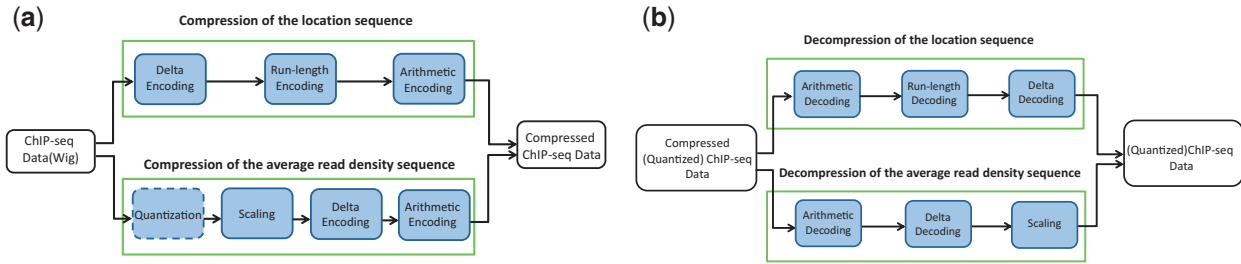 (a)
Compression of the location sequence
Delta
Encoding
Run-length
Encoding
Arithmetic
Encoding
ChIP-seq
Data(Wig)
Compressed
ChIP-seq Data
Compression of the average read density sequence
Quantization
Scaling
Delta
Encoding
Arithmetic
Encoding
(b)
Decompression of the location sequence
Arithmetic
Decoding
Run-length
Decoding
Delta
Decoding
Compressed
(Quantized) ChIP-seq
Data
(Quantized)ChIP-seq
Data
Decompression of the average read density sequence
Arithmetic
Decoding
Delta
Decoding
Scaling